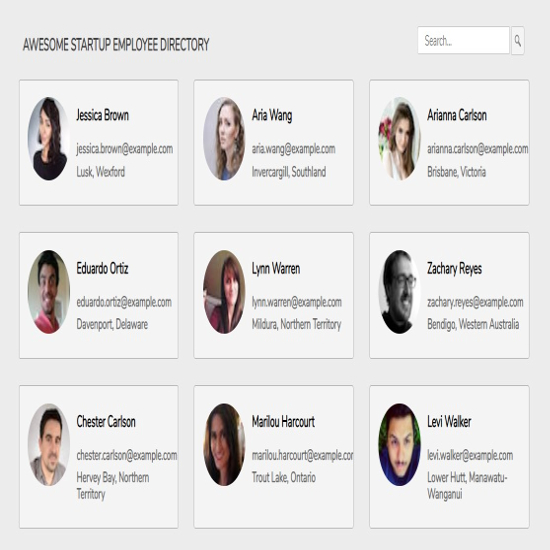 AWESOME STARTUP EMPLOYEE DIRECTORY
Search...
Jessica Brown
jessica.brown@example.com
Lusk, Wexford
Aria Wang
aria.wang@example.com
Invercargill, Southland
Arianna Carlson
arianna.carlson@example.com
Brisbane, Victoria
Eduardo Ortiz
eduardo.ortiz@example.com
Davenport, Delaware
Lynn Warren
lynn.warren@example.com
Mildura, Northern Territory
Zachary Reyes
zachary.reyes@example.com
Bendigo, Western Australia
Chester Carlson
chester.carlson@example.com
Hervey Bay, Northern
Territory
Marilou Harcourt
marilou.harcourt@example.cor
Trout Lake, Ontario
Levi Walker
levi.walker@example.com
Lower Hutt, Manawatu-
Wanganui